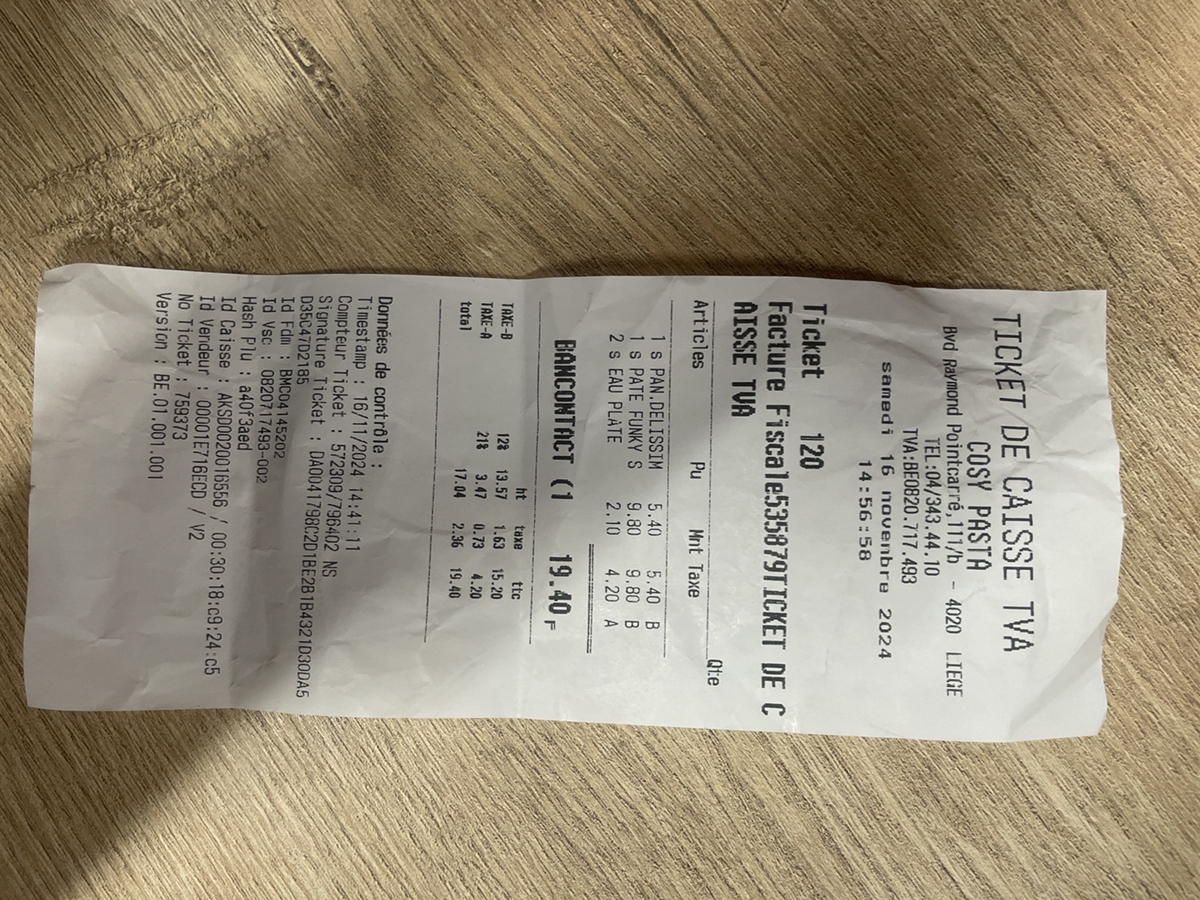 TICKET DE CAISSE TVA
COSY PASTA
Bvd Raymond Pointcarré,111/b - 4020 LIEGE
TEL:04/343.44.10
TVA:BE0820.717.493
samedi 16 novembre 2024
14:56:58
Ticket 120
Facture Fiscale535879TICKET DE C
AISSE TVA
Articles Pu Mnt Taxe Qt:e
1 s PAN.DELISSIM 5.40 5.40 B
1 s PATE FUNKY S 9.80 9.80 B
2 s EAU PLATE 2.10 4.20 A
BANCONTACT (1 19.40
ht taxe ttc
TAXE-B 12% 13.57 1.63 15.20
TAXE-A 21% 3.47 0.73 4.20
total 17.04 2.36 19.40
Données de contrôle :
Timestamp : 16/11/2024 14:41:11
Compteur Ticket : 572309/796402 NS
Signature Ticket : DA0041798C2D1BE2B1B4321D30DA5
D35C47D2185
Id Fdm : BMC04145202
Id Vsc : 0820717493-002
Hash Plu : a40f3aed
Id Caisse : AKSD0020016556 / 00:30:18:c9:24:c5
Id Verdeur : 00001E716ECD / V2
No Ticket : 759373
Version : BE.01.001.001